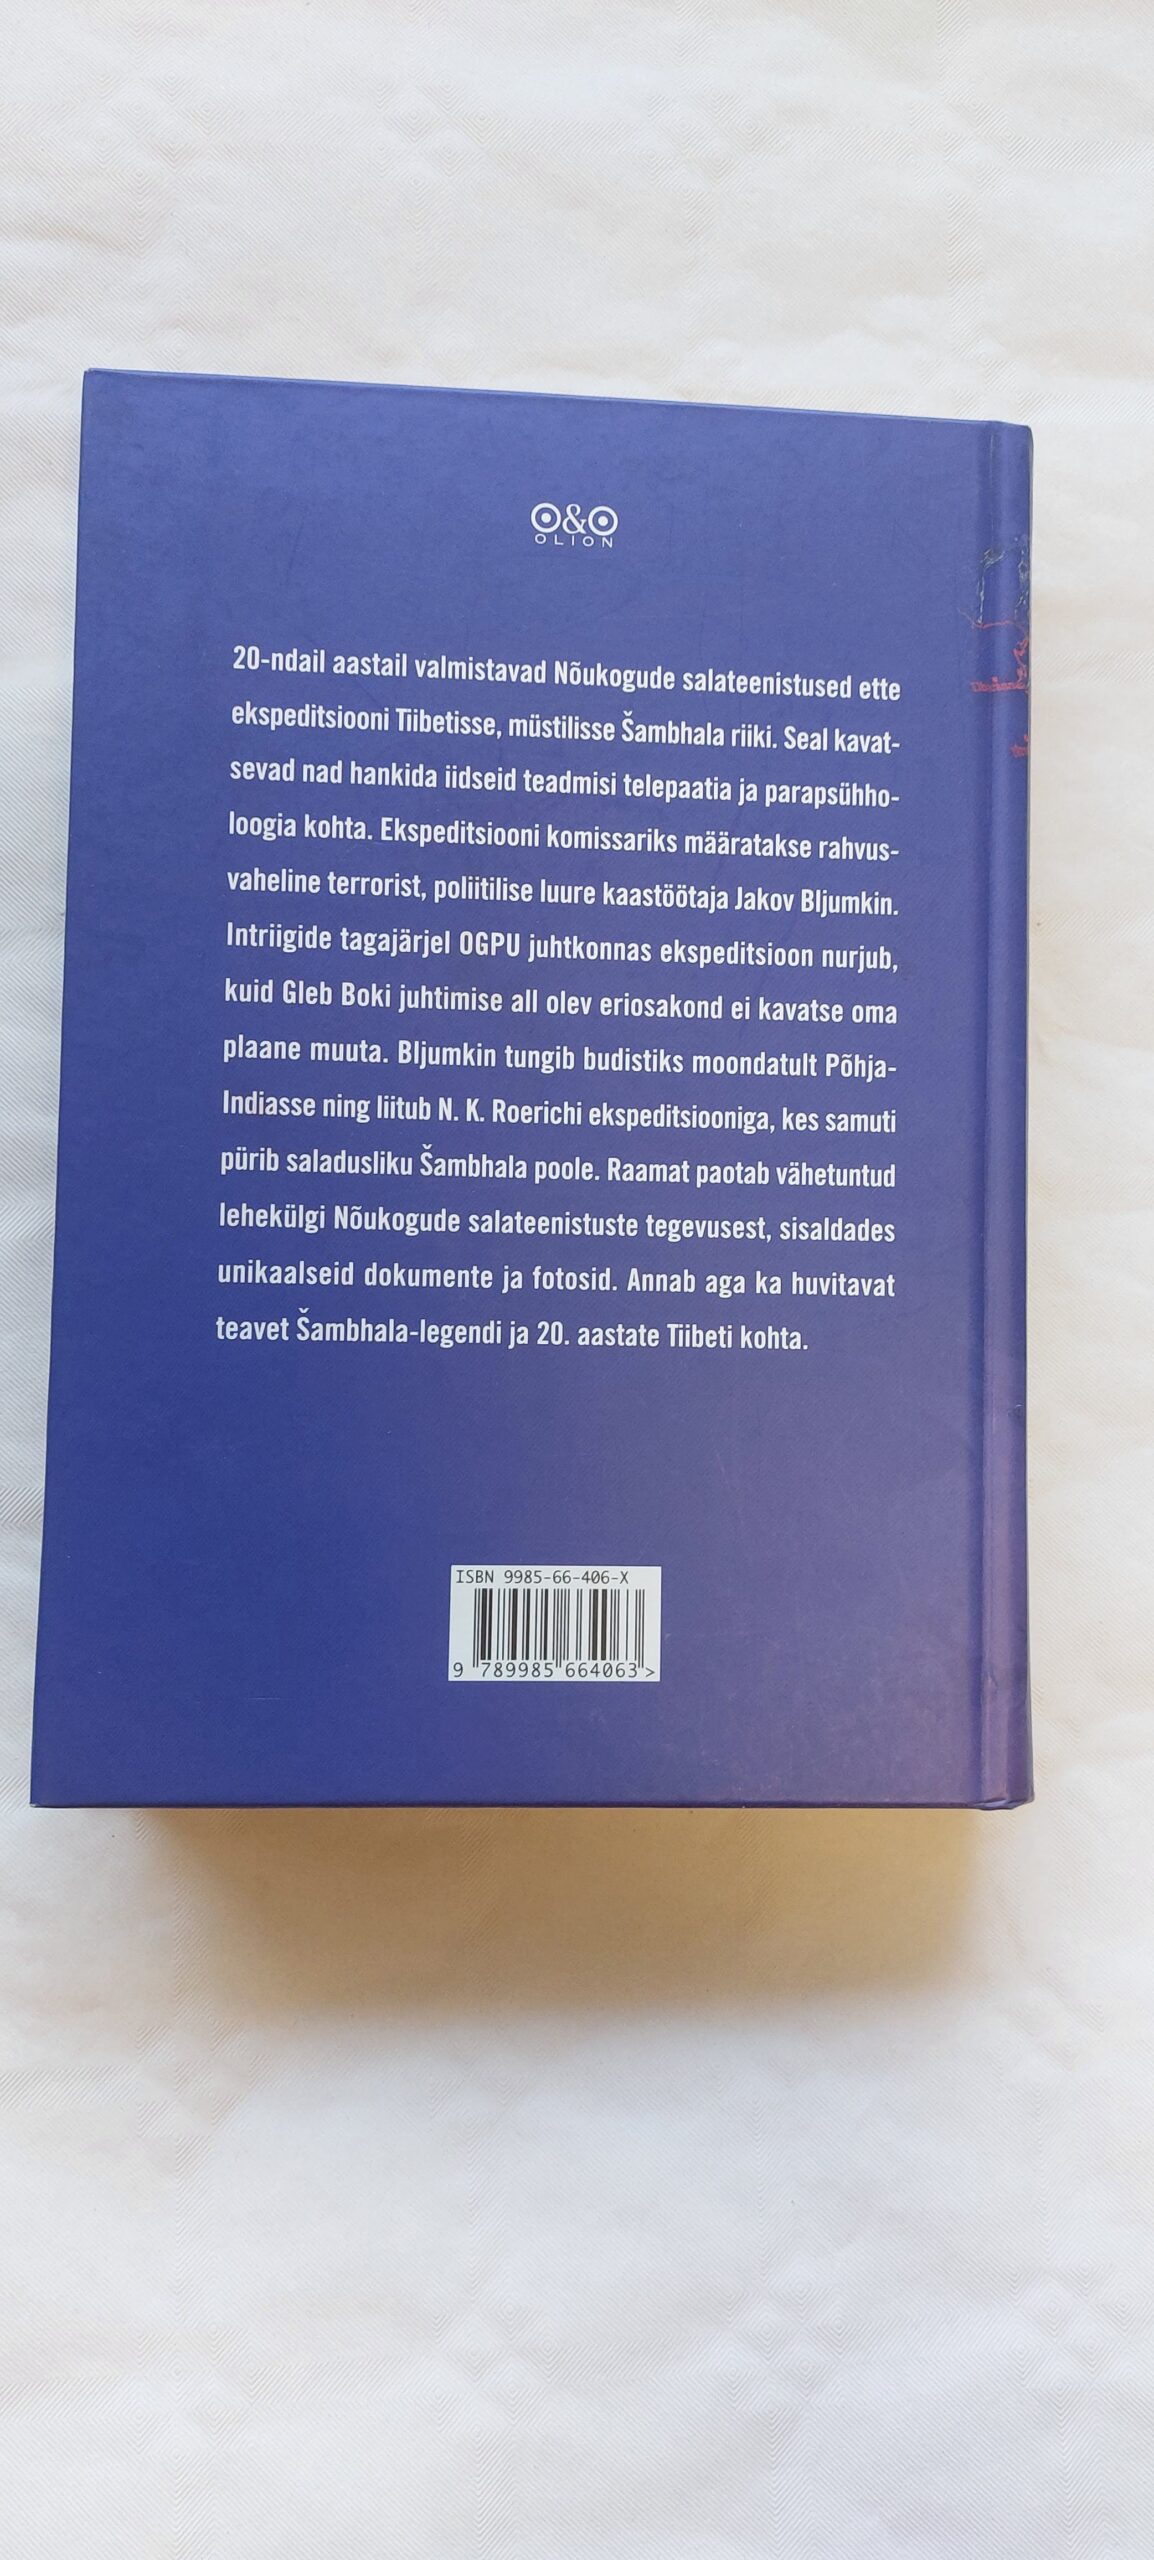 O&O
OLION
20-ndail aastail valmistavad Nõukogude salateenistused ette
ekspeditsiooni Tiibetisse, müstilisse Šambhala riiki. Seal kavat-
sevad nad hankida iidseid teadmisi telepaatia ja parapsühho-
loogia kohta. Ekspeditsiooni komissariks määratakse rahvus-
vaheline terrorist, poliitilise luure kaastöötaja Jakov Bljumkin.
Intriigide tagajärjel OGPU juhtkonnas ekspeditsioon nurjub,
kuid Gleb Boki juhtimise all olev eriosakond ei kavatse oma
plaane muuta. Bljumkin tungib budistiks moondatult Põhja-
Indiasse ning liitub N. K. Roerichi ekspeditsiooniga, kes samuti
pürib saladusliku Šambhala poole. Raamat paotab vähetuntud
lehekülgi Nõukogude salateenistuste tegevusest, sisaldades
unikaalseid dokumente ja fotosid. Annab aga ka huvitavat
teavet Šambhala-legendi ja 20. aastate Tiibeti kohta.
ISBN 9985-66-406-X
9 789985 664063 >